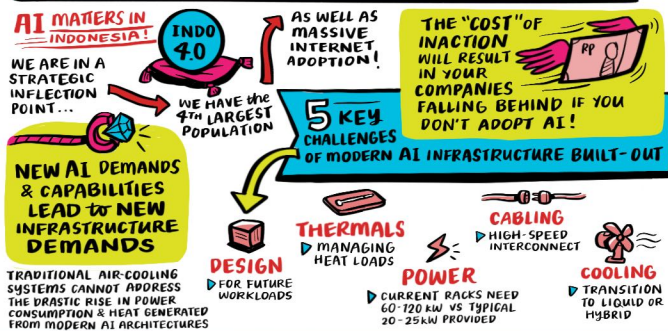 AI MATTERS IN
INDONESIA!
WE ARE IN A
STRATEGIC
INFLECTION
POINT...
INDO
4.0
WE HAVE the
4TH LARGEST
POPULATION
AS WELL AS
MASSIVE
INTERNET
ADOPTION!
THE "COST" OF
INACTION
WILL RESULT
IN YOUR
COMPANIES
FALLING BEHIND IF YOU
DON'T ADOPT AI!
RP
NEW AI DEMANDS
& CAPABILITIES
LEAD to NEW
INFRASTRUCTURE
DEMANDS
TRADITIONAL AIR-COOLING
SYSTEMS CANNOT ADDRESS
THE DRASTIC RISE IN POWER
CONSUMPTION & HEAT GENERATED
FROM MODERN AI ARCHITECTURES
5 KEY
CHALLENGES
OF MODERN AI INFRASTRUCTURE BUILT-OUT
DESIGN
FOR FUTURE
WORKLOADS
THERMALS
MANAGING
HEAT LOADS
POWER
CURRENT RACKS NEED
60-120 KW VS TYPICAL
20-25KW PROVIDED
CABLING
HIGH-SPEED
INTERCONNECT
COOLING
TRANSITION
TO LIQUID OR
HYBRID